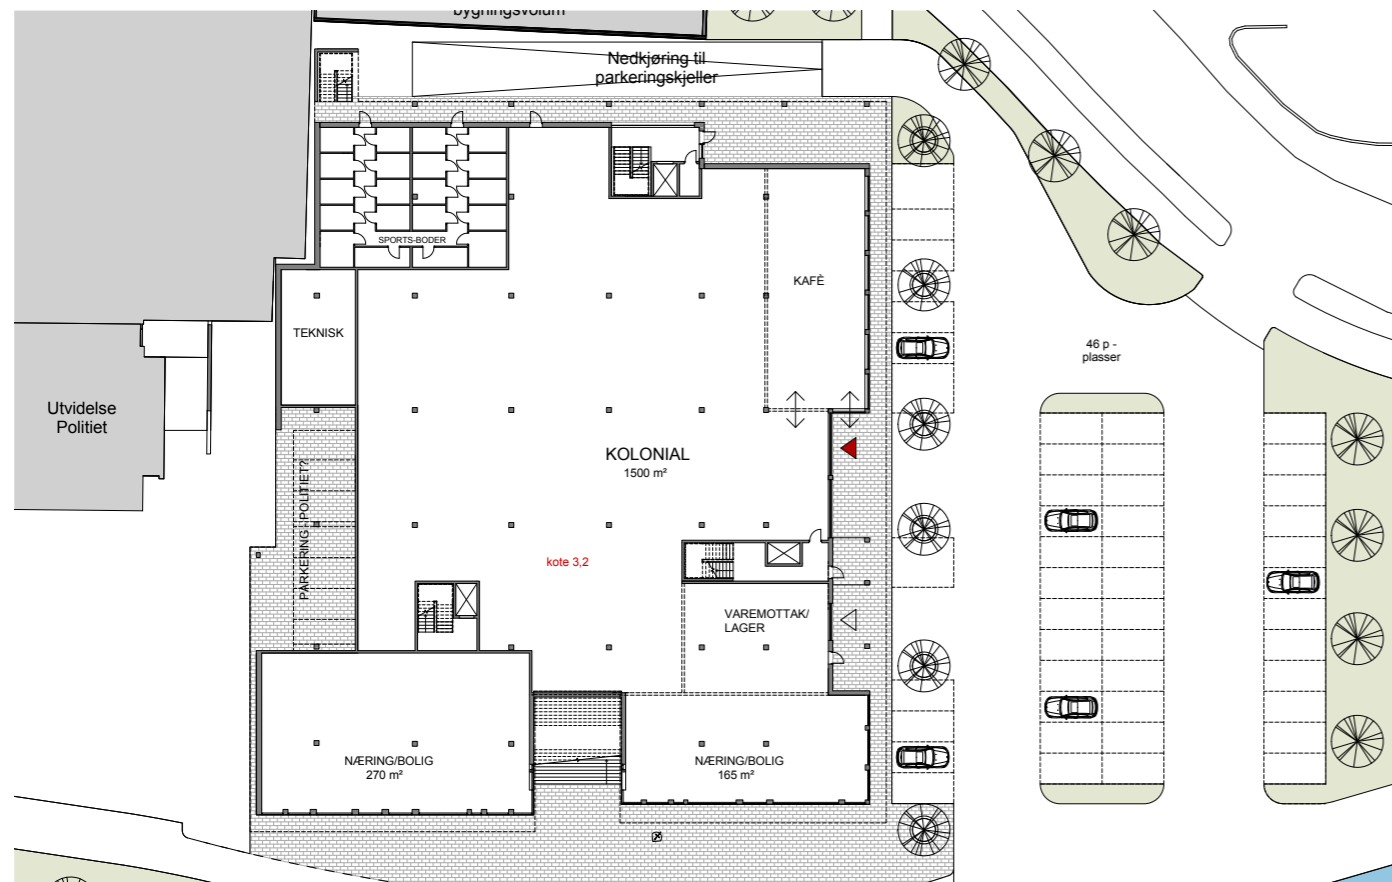 bygningsvolum
Nedkjøring til
parkeringskjeller
SPORTS-BODER
KAFÈ
TEKNISK
46 p -
plasser
Utvidelse
Politiet
KOLONIAL
1500 m²
PARKERING POLITIET?
kote 3,2
VAREMOTTAK/
LAGER
NÆRING/BOLIG
270 m²
NÆRING/BOLIG
165 m²